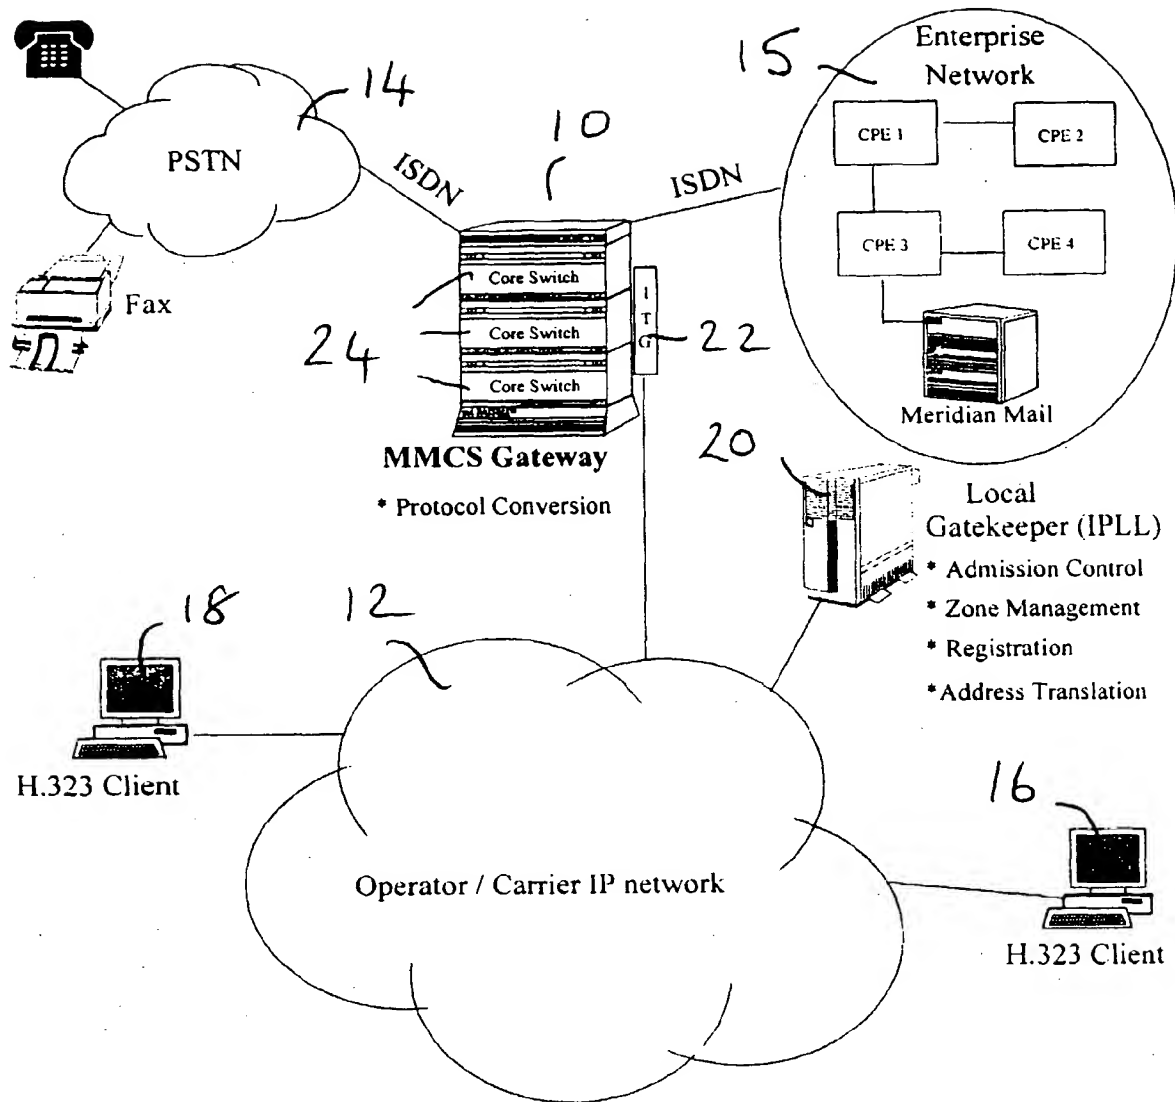 14
PSTN
ISDN
Fax
10
ISDN
Core Switch
Core Switch
Core Switch
24
I
T
G
22
MMCS Gateway
* Protocol Conversion
15
Enterprise
Network
CPE 1
CPE 2
CPE 3
CPE 4
Meridian Mail
20
Local
Gatekeeper (IPLL)
* Admission Control
* Zone Management
* Registration
*Address Translation
18
H.323 Client
12
Operator / Carrier IP network
16
H.323 Client